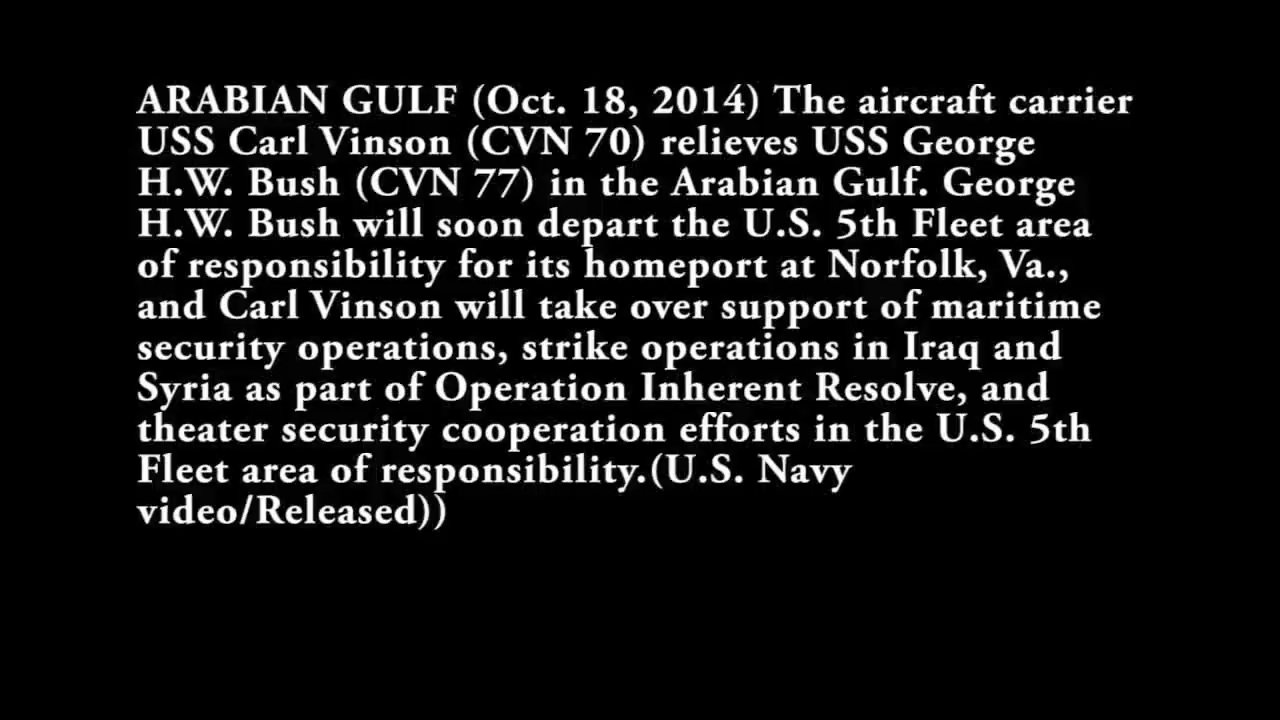 ARABIAN GULF (Oct. 18, 2014) The aircraft carrier
USS Carl Vinson (CVN 70) relieves USS George
H.W. Bush (CVN 77) in the Arabian Gulf. George
H.W. Bush will soon depart the U.S. 5th Fleet area
of responsibility for its homeport at Norfolk, Va.,
and Carl Vinson will take over support of maritime
security operations, strike operations in Iraq and
Syria as part of Operation Inherent Resolve, and
theater security cooperation efforts in the U.S. 5th
Fleet area of responsibility.(U.S. Navy
video/Released))